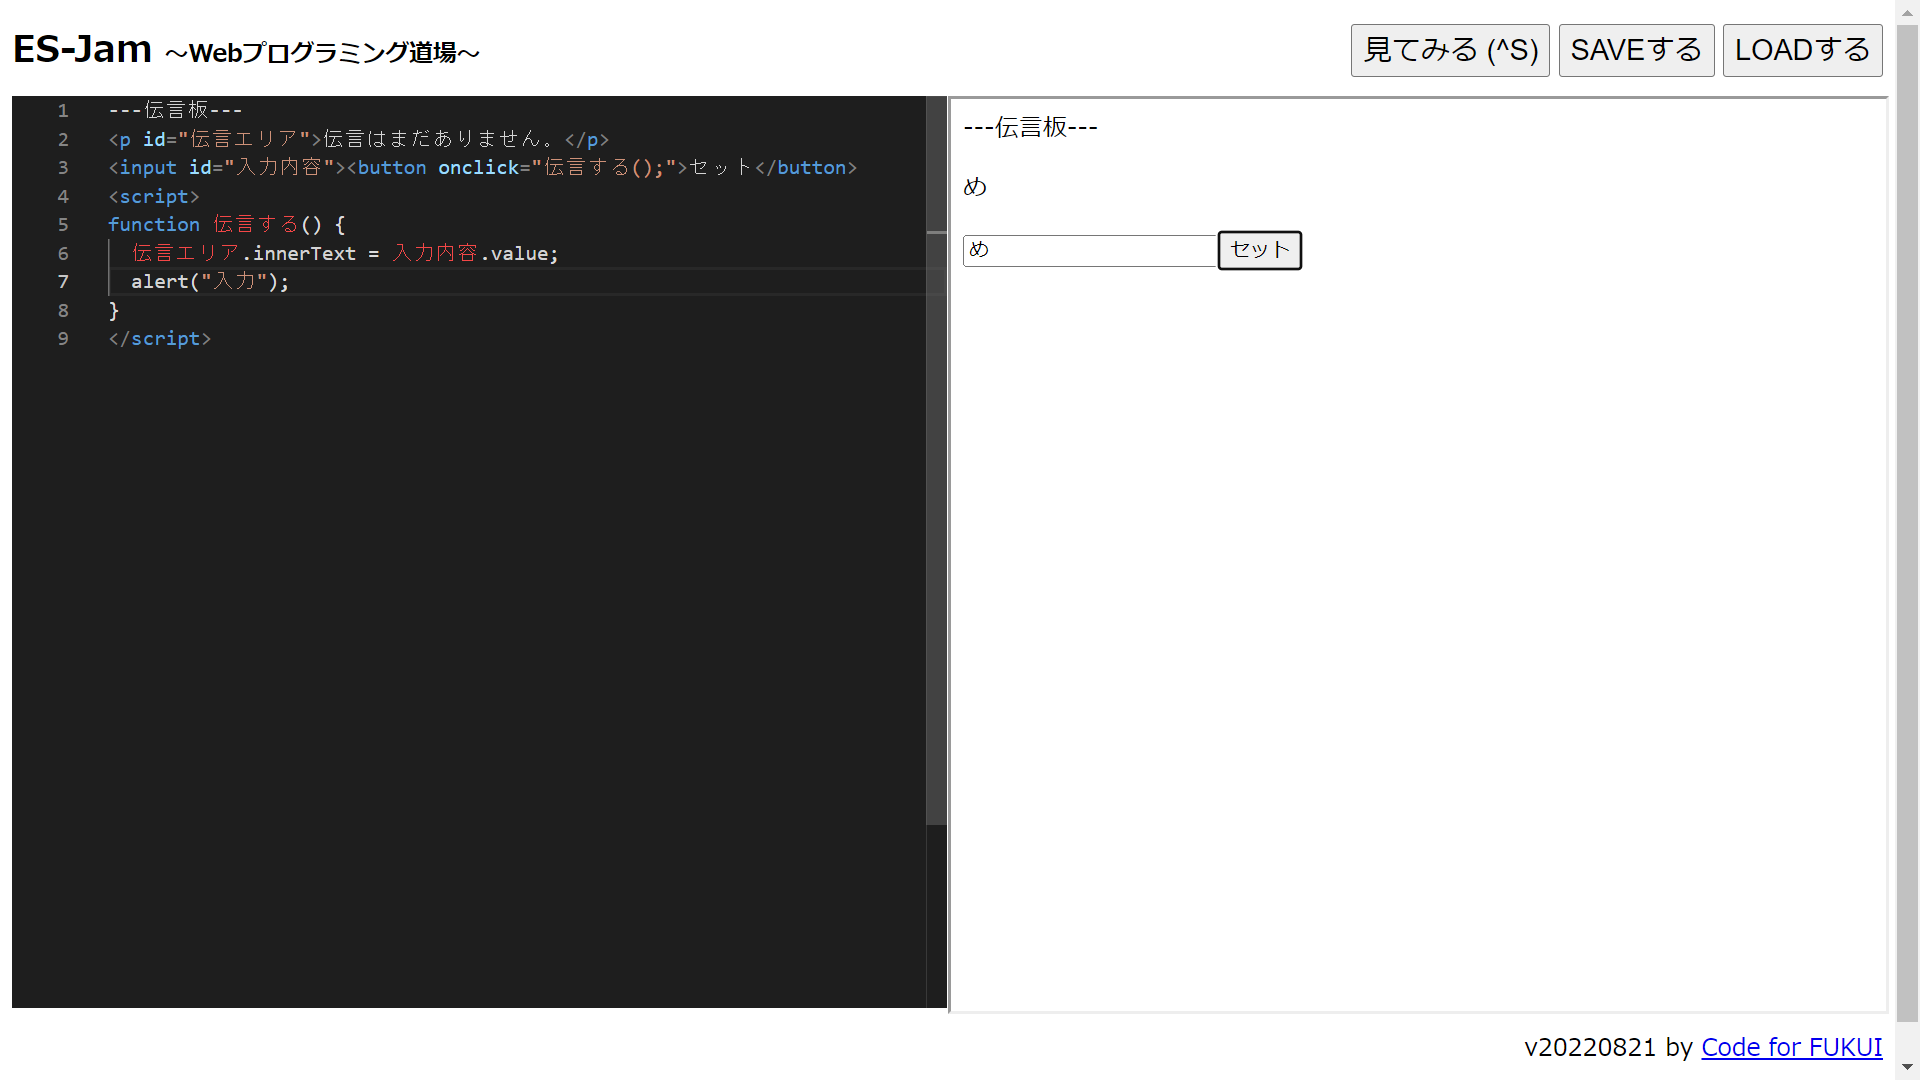 ES-Jam ～Webプログラミング道場～
見てみる (^S) SAVEする LOADする
1 ---伝言板---
2 <p id="伝言エリア">伝言はまだありません。</p>
3 <input id="入力内容"><button onclick="伝言する();">セット</button>
4 <script>
5 function 伝言する() {
6 伝言エリア.innerText = 入力内容.value;
7 alert("入力");
8 }
9 </script>
---伝言板---
め
め セット
v20220821 by Code for FUKUI